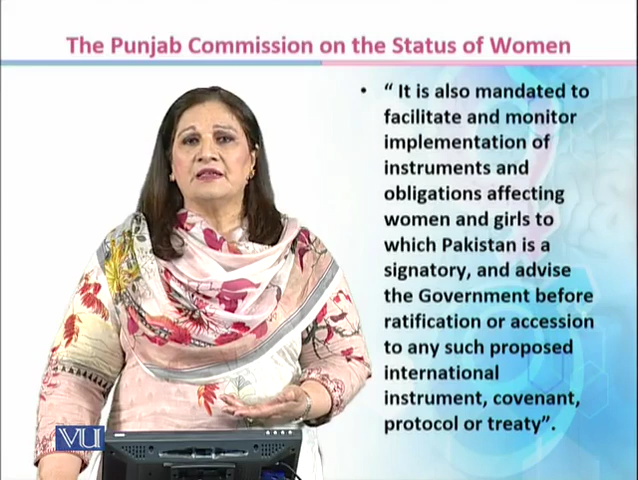 The Punjab Commission on the Status of Women
• “ It is also mandated to
facilitate and monitor
implementation of
instruments and
obligations affecting
women and girls to
which Pakistan is a
signatory, and advise
the Government before
ratification or accession
to any such proposed
international
instrument, covenant,
protocol or treaty”.
VU